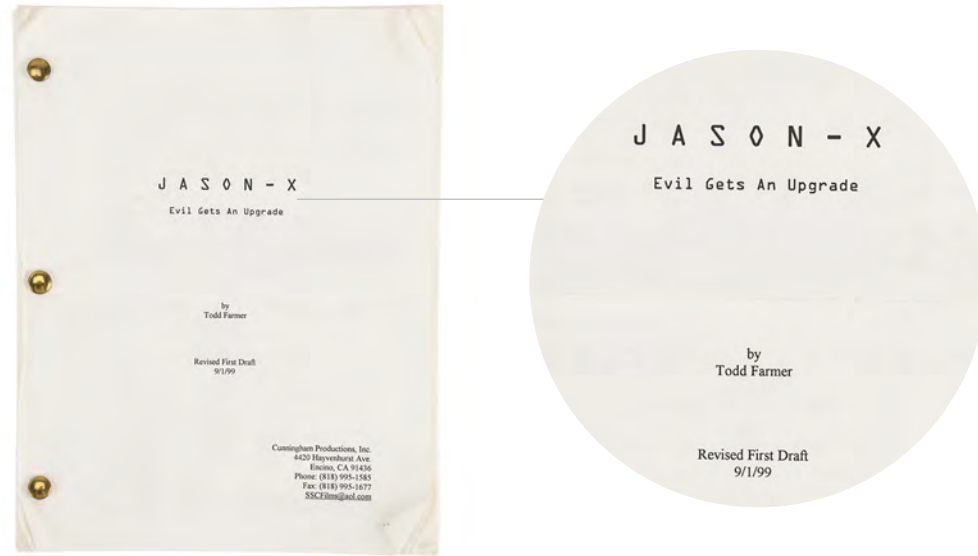 JASON-X
Evil Gets An Upgrade
by
Todd Farmer
Revised First Draft
9/1/99
Cunningham Productions, Inc.
4420 Hayvenhurst Ave.
Encino, CA 91436
Phone: (818) 995-1585
Fax: (818) 995-1677
SSCFilms@aol.com
JASON-X
Evil Gets An Upgrade
by
Todd Farmer
Revised First Draft
9/1/99